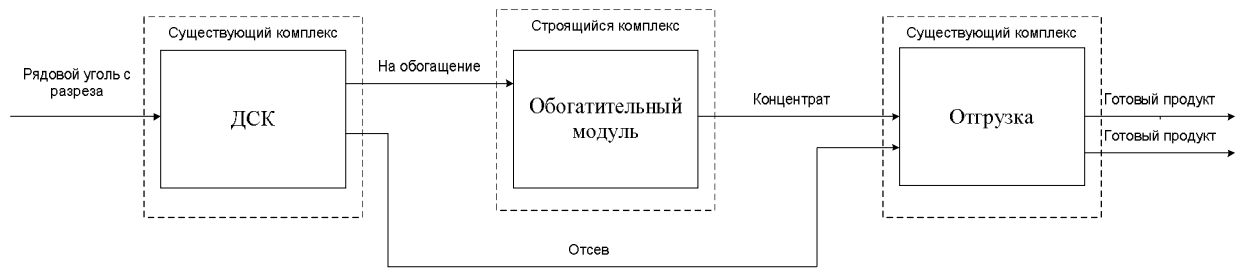 Существующий комплекс
Строящийся комплекс
Существующий комплекс
Рядовой уголь с
разреза
На обогащение
ДСК
Обогатительный
модуль
Концентрат
Отгрузка
Готовый продукт
Готовый продукт
Отсев